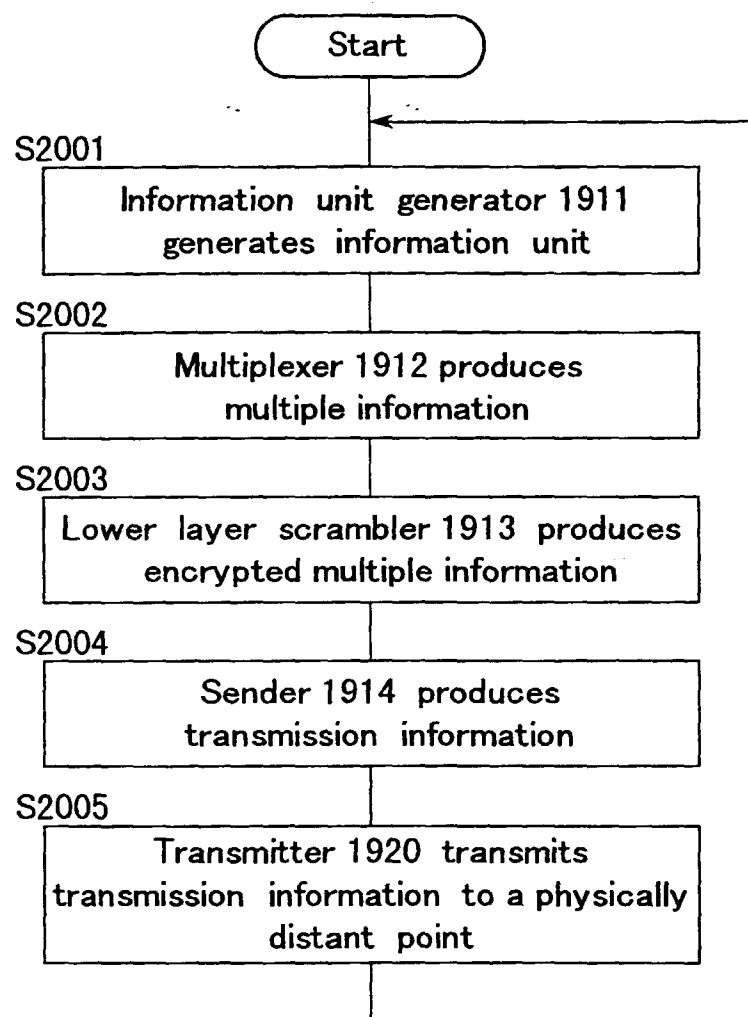 Start
S2001
Information unit generator 1911
generates information unit
S2002
Multiplexer 1912 produces
multiple information
S2003
Lower layer scrambler 1913 produces
encrypted multiple information
S2004
Sender 1914 produces
transmission information
S2005
Transmitter 1920 transmits
transmission information to a physically
distant point